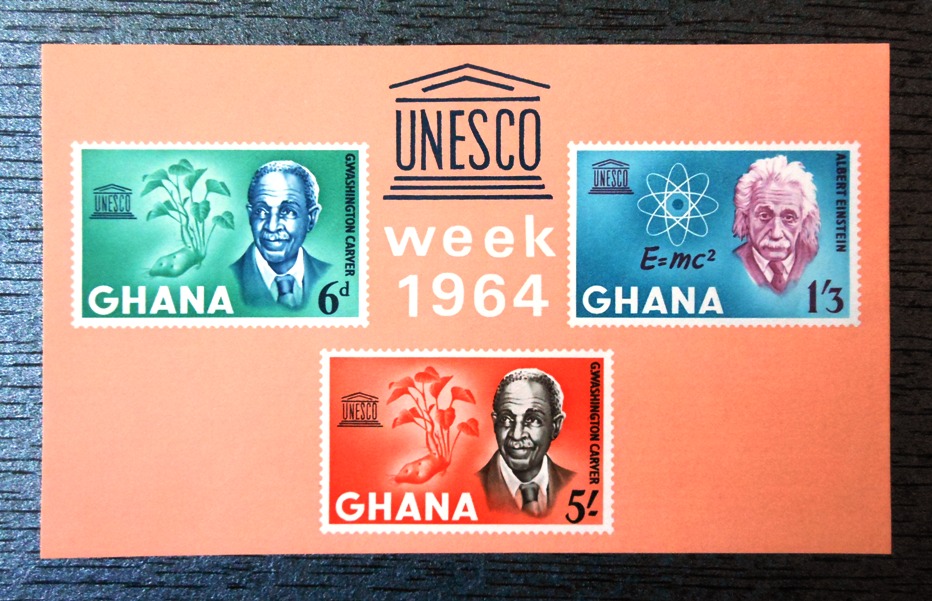 UNESCO
week
1964
UNESCO
G.WASHINGTON CARVER
GHANA
6d
UNESCO
ALBERT EINSTEIN
E=mc²
GHANA
1'3
UNESCO
G.WASHINGTON CARVER
GHANA
5/-